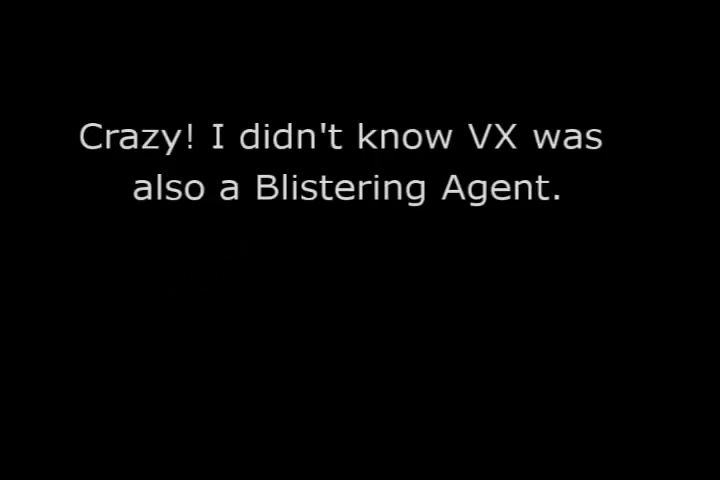 Crazy! I didn't know VX was
also a Blistering Agent.